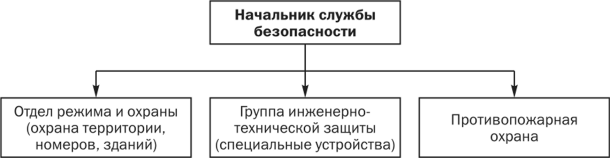 Начальник службы
безопасности
Отдел режима и охраны
(охрана территории,
номеров, зданий)
Группа инженерно-
технической защиты
(специальные устройства)
Противопожарная
охрана